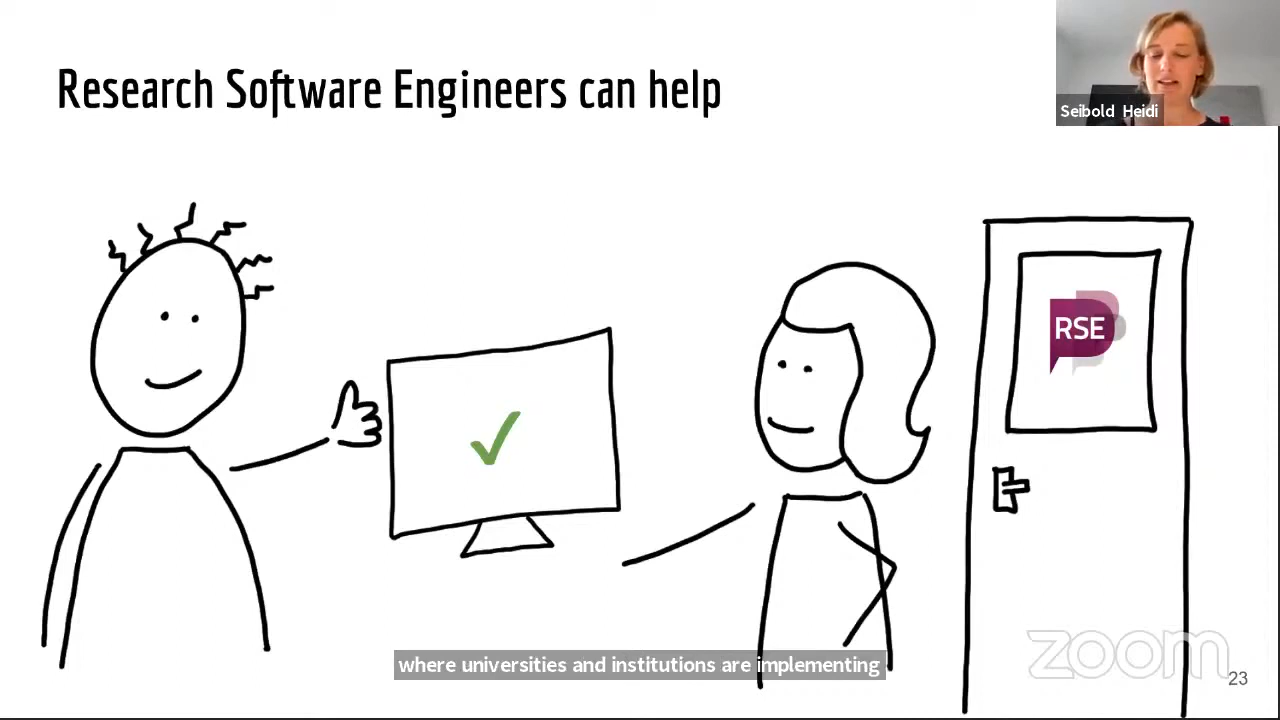 Research Software Engineers can help
Seibold Heidi
RSE
where universities and institutions are implementing
zoom
23